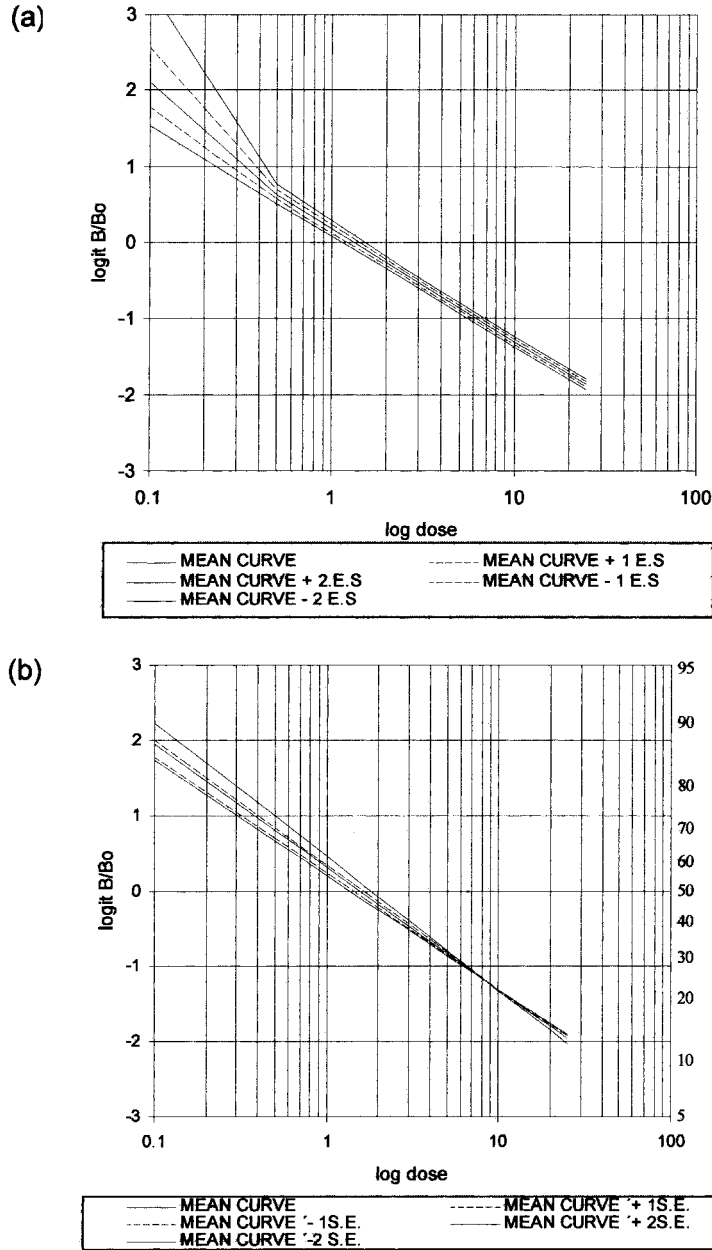 (a)
3
2
1
0
-1
-2
-3
logit B/Bo
0.1 1 10 100
log dose
MEAN CURVE MEAN CURVE + 1 E.S
MEAN CURVE + 2.E.S MEAN CURVE - 1 E.S
MEAN CURVE - 2 E.S
(b)
3
2
1
0
-1
-2
-3
logit B/Bo
95
90
80
70
60
50
40
30
20
10
5
0.1 1 10 100
log dose
MEAN CURVE MEAN CURVE ´+ 1S.E.
MEAN CURVE ´- 1S.E. MEAN CURVE ´+ 2S.E.
MEAN CURVE ´-2 S.E.